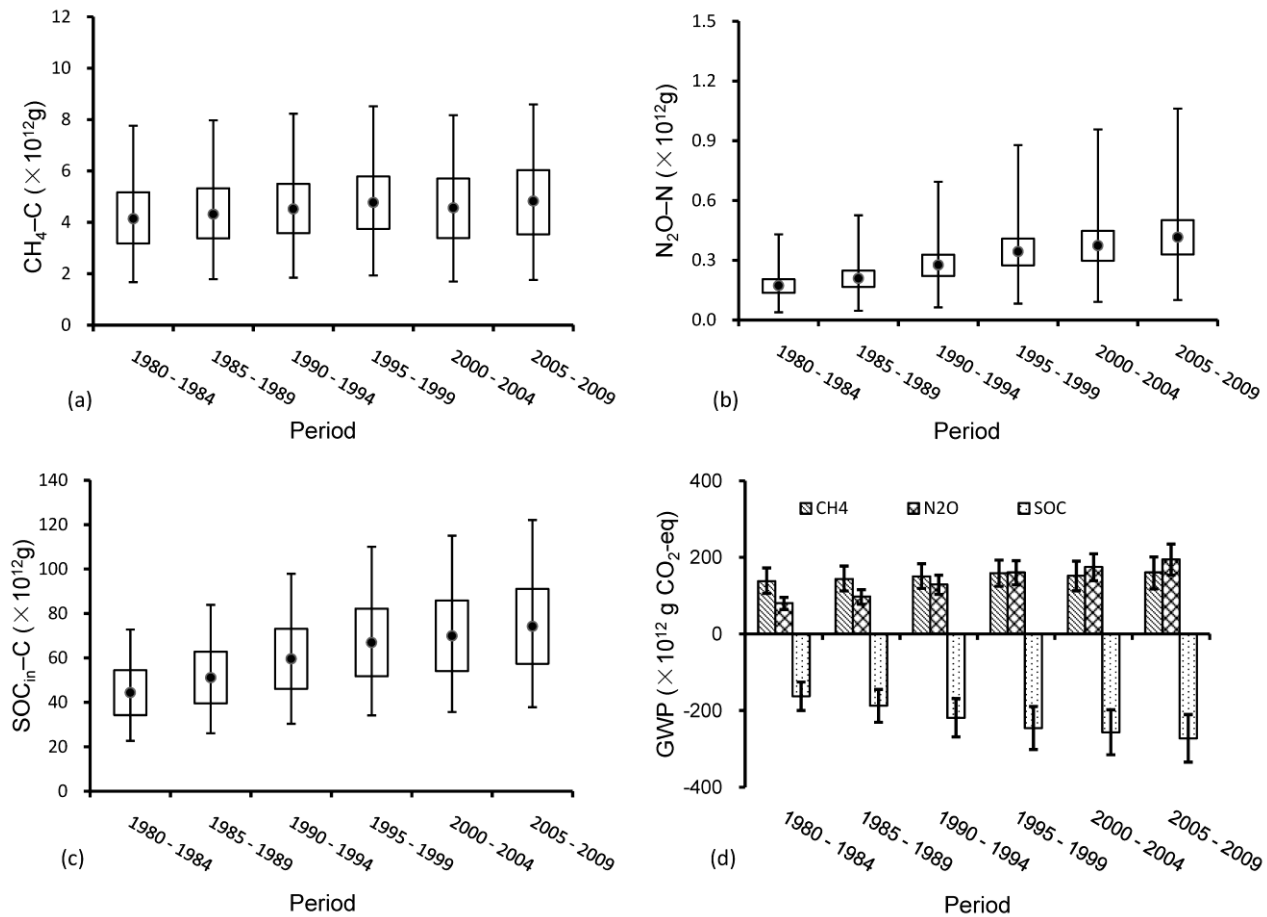 12
10
8
6
4
2
0
CH₄–C (×10¹²g)
1980 - 1984
1985 - 1989
1990 - 1994
1995 - 1999
2000 - 2004
2005 - 2009
(a)
Period
1.5
1.2
0.9
0.6
0.3
0.0
N₂O–N (×10¹²g)
1980 - 1984
1985 - 1989
1990 - 1994
1995 - 1999
2000 - 2004
2005 - 2009
(b)
Period
140
120
100
80
60
40
20
0
SOCᵢₙ–C (×10¹²g)
1980 - 1984
1985 - 1989
1990 - 1994
1995 - 1999
2000 - 2004
2005 - 2009
(c)
Period
400
200
0
-200
-400
GWP (×10¹² g CO₂-eq)
CH4 N2O SOC
1980 - 1984
1985 - 1989
1990 - 1994
1995 - 1999
2000 - 2004
2005 - 2009
(d)
Period